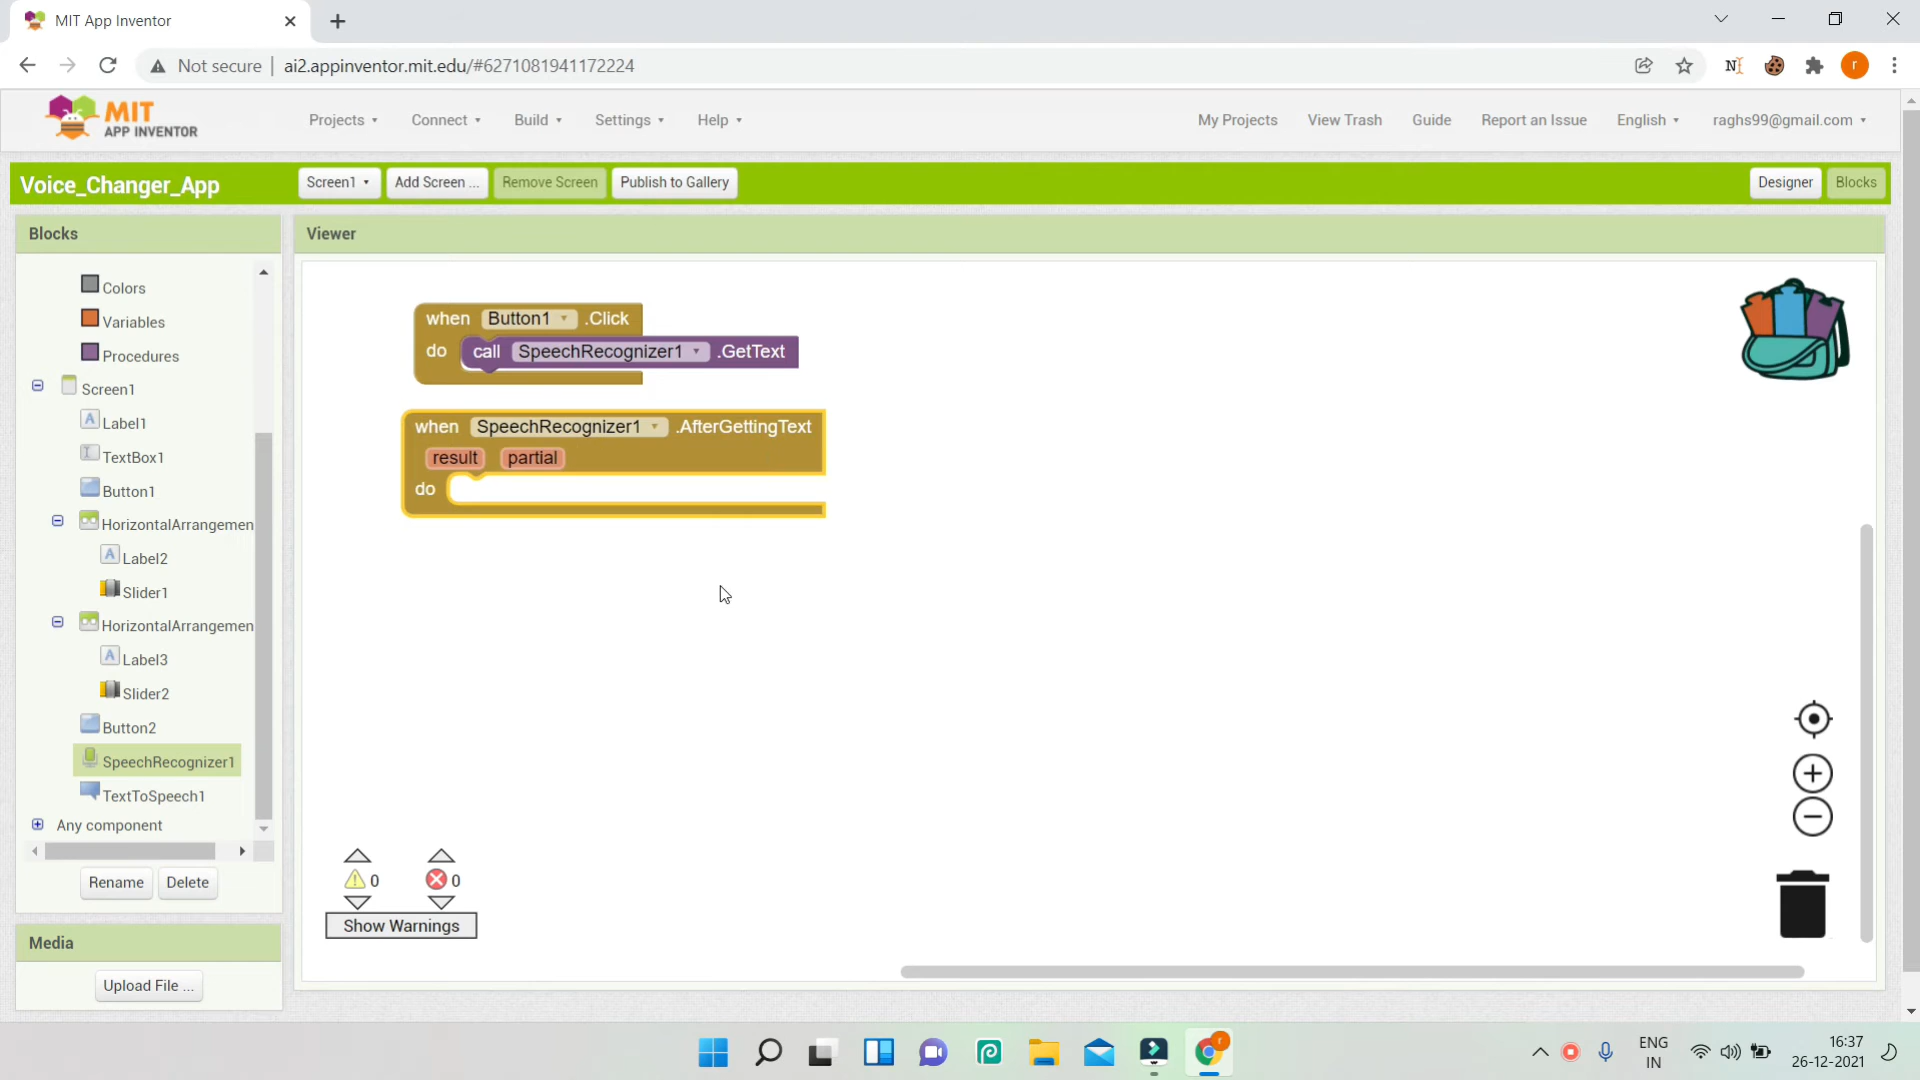 MIT App Inventor
Not secure
ai2.appinventor.mit.edu/#6271081941172224
r
MIT
APP INVENTOR
Projects
Connect
Build
Settings
Help
My Projects
View Trash
Guide
Report an Issue
English
raghs99@gmail.com
Voice_Changer_App
Screen1
Add Screen ...
Remove Screen
Publish to Gallery
Designer
Blocks
Blocks
Viewer
Colors
Variables
Procedures
Screen1
Label1
TextBox1
Button1
HorizontalArrangemen
Label2
Slider1
HorizontalArrangemen
Label3
Slider2
Button2
SpeechRecognizer1
TextToSpeech1
Any component
Rename
Delete
Media
Upload File ...
when Button1 .Click
do call SpeechRecognizer1 .GetText
when SpeechRecognizer1 .AfterGettingText
result partial
do
0 0
Show Warnings
ENG
IN
16:37
26-12-2021